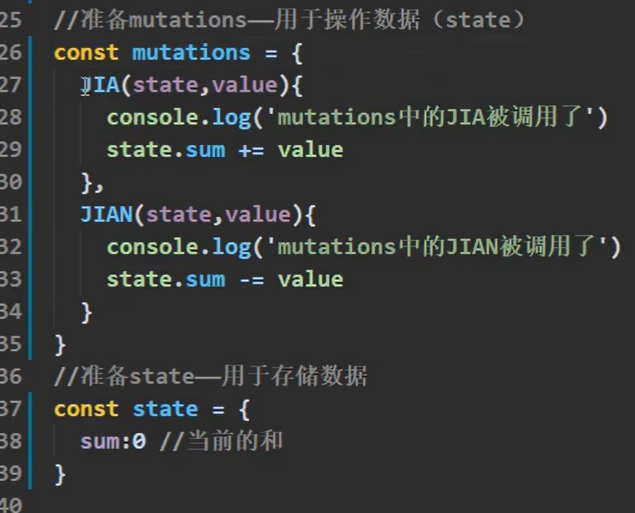 25 //准备mutations——用于操作数据（state）
26 const mutations = {
27 JIA(state,value){
28 console.log('mutations中的JIA被调用了')
29 state.sum += value
30 },
31 JIAN(state,value){
32 console.log('mutations中的JIAN被调用了')
33 state.sum -= value
34 }
35 }
36 //准备state——用于存储数据
37 const state = {
38 sum:0 //当前的和
39 }
40